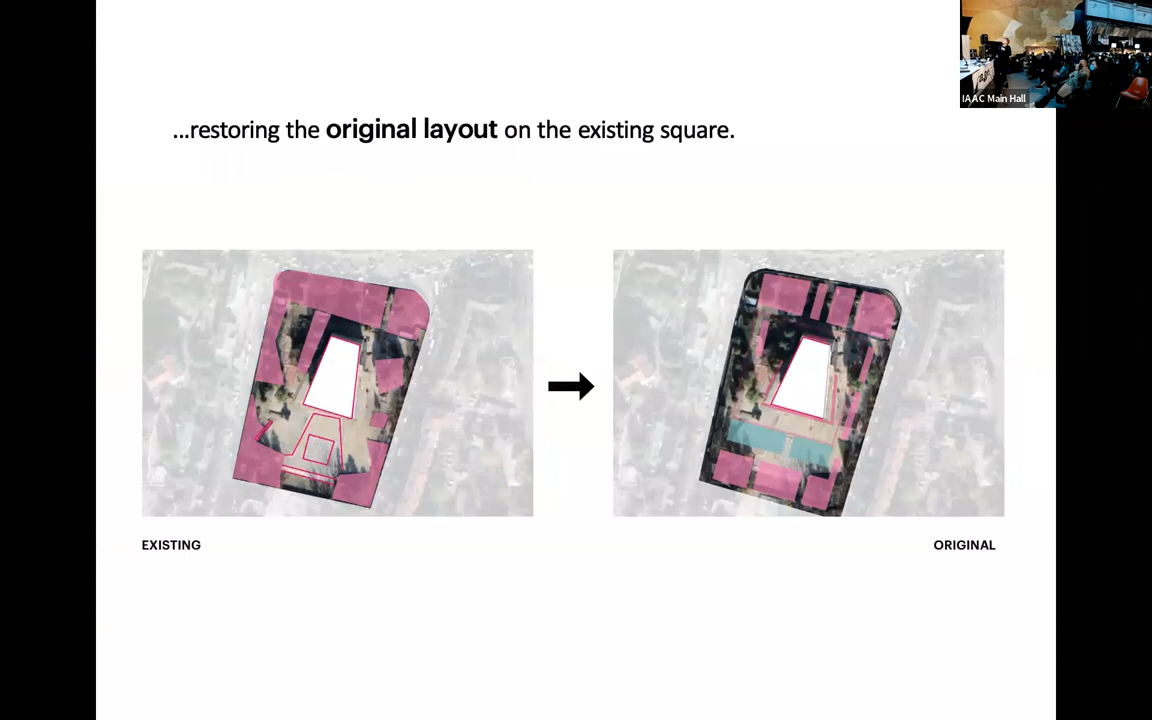 IAAC Main Hall
...restoring the original layout on the existing square.
EXISTING
ORIGINAL